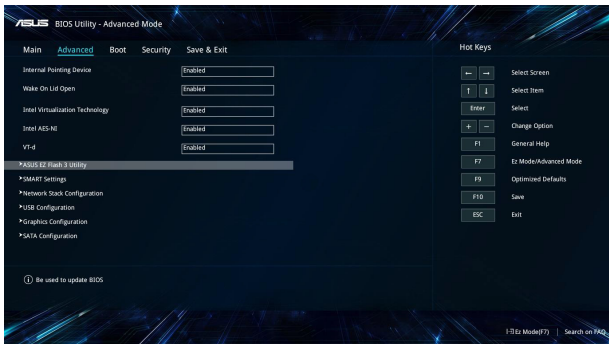 ASUS BIOS Utility - Advanced Mode
Main Advanced Boot Security Save & Exit
Internal Pointing Device Enabled
Wake On Lid Open Enabled
Intel Virtualization Technology Enabled
Intel AES-NI Enabled
VT-d Enabled
ASUS EZ Flash 3 Utility
SMART Settings
Network Stack Configuration
USB Configuration
Graphics Configuration
SATA Configuration
Be used to update BIOS
Hot Keys
← → Select Screen
↑ ↓ Select Item
Enter Select
+ - Change Option
F1 General Help
F7 Ez Mode/Advanced Mode
F9 Optimized Defaults
F10 Save
ESC Exit
Ez Mode(F7) | Search on FAQ